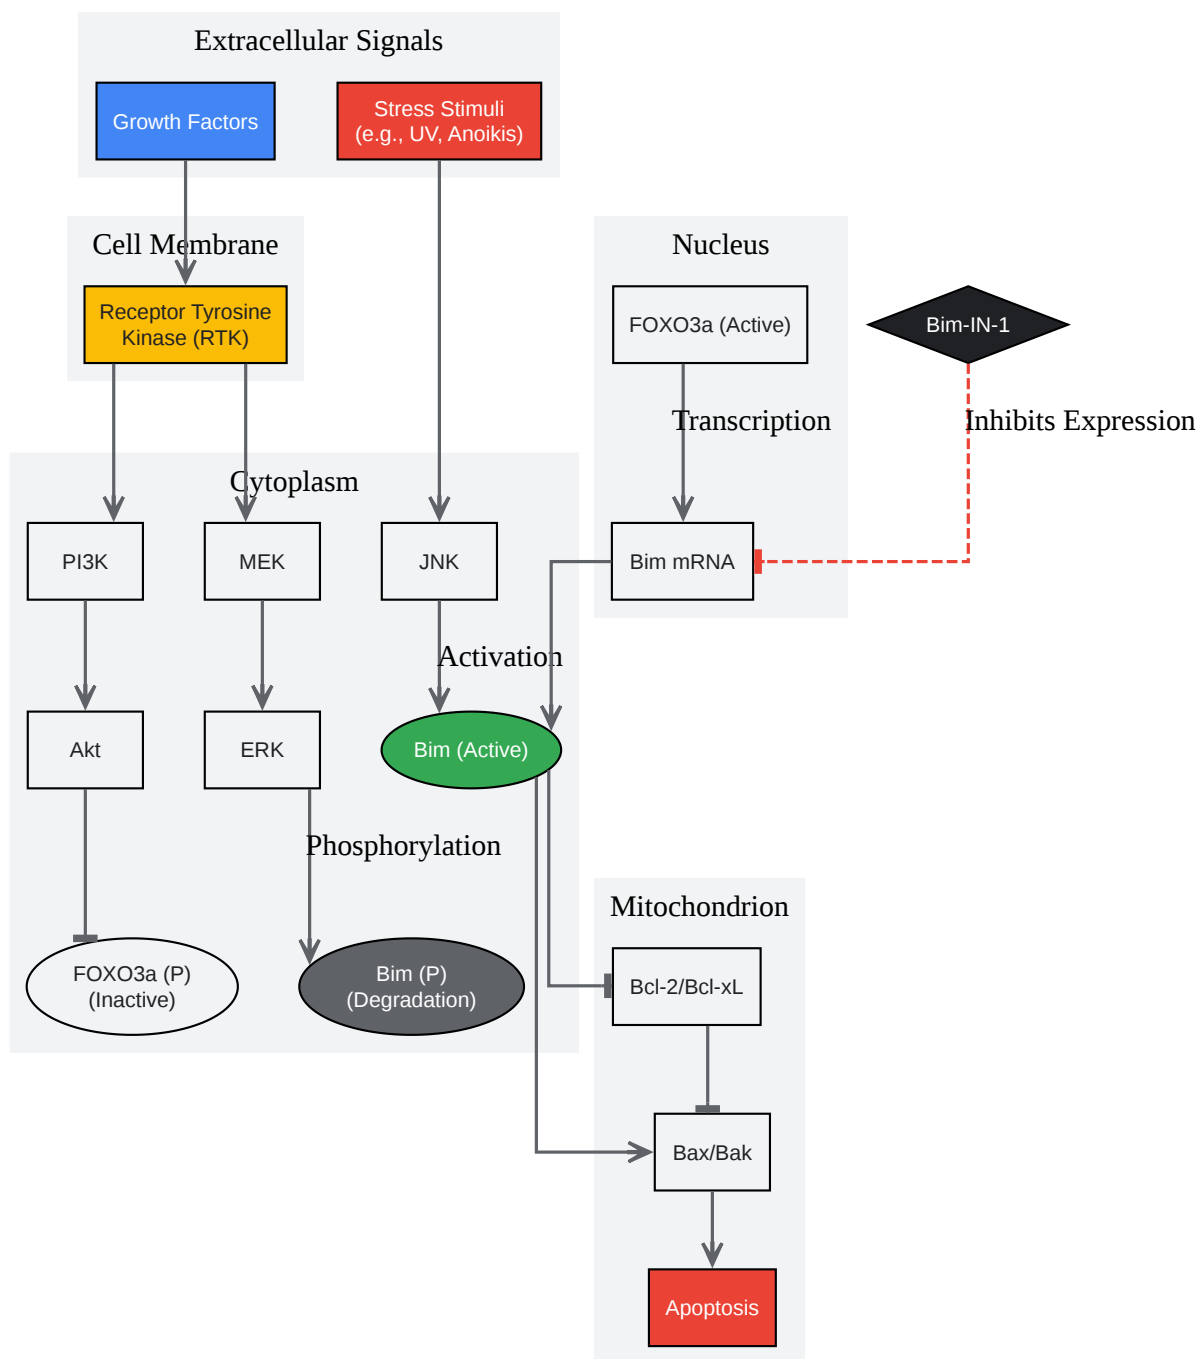 Extracellular Signals
Growth Factors
Stress Stimuli
(e.g., UV, Anoikis)
Cell Membrane
Receptor Tyrosine
Kinase (RTK)
Nucleus
FOXO3a (Active)
Bim-IN-1
Transcription
Inhibits Expression
Cytoplasm
PI3K
MEK
JNK
Bim mRNA
Activation
Akt
ERK
Bim (Active)
Phosphorylation
Mitochondrion
FOXO3a (P)
(Inactive)
Bim (P)
(Degradation)
Bcl-2/Bcl-xL
Bax/Bak
Apoptosis